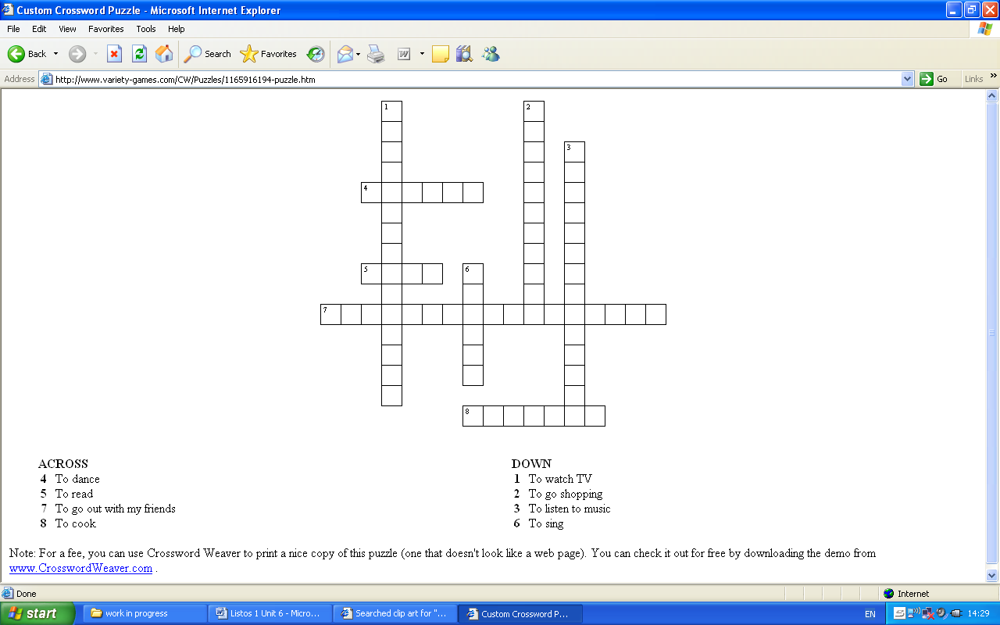 Custom Crossword Puzzle - Microsoft Internet Explorer
File Edit View Favorites Tools Help
Back Search Favorites
Address http://www.variety-games.com/CW/Puzzles/1165916194-puzzle.htm Go Links »
1 2
3
4
5 6
7
8
ACROSS
4 To dance
5 To read
7 To go out with my friends
8 To cook
DOWN
1 To watch TV
2 To go shopping
3 To listen to music
6 To sing
Note: For a fee, you can use Crossword Weaver to print a nice copy of this puzzle (one that doesn't look like a web page). You can check it out for free by downloading the demo from
www.CrosswordWeaver.com .
Done Internet
start work in progress Listos 1 Unit 6 - Micro... Searched clip art for "... Custom Crossword P... EN 14:29